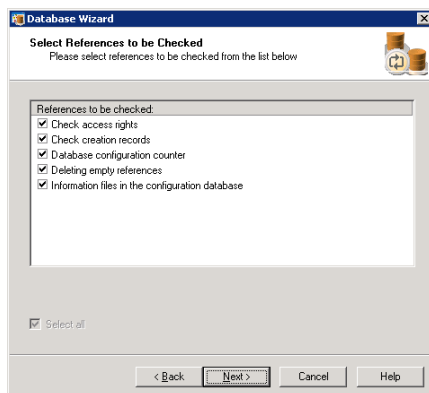 Database Wizard
Select References to be Checked
Please select references to be checked from the list below
References to be checked:
Check access rights
Check creation records
Database configuration counter
Deleting empty references
Information files in the configuration database
Select all
< Back
Next >
Cancel
Help